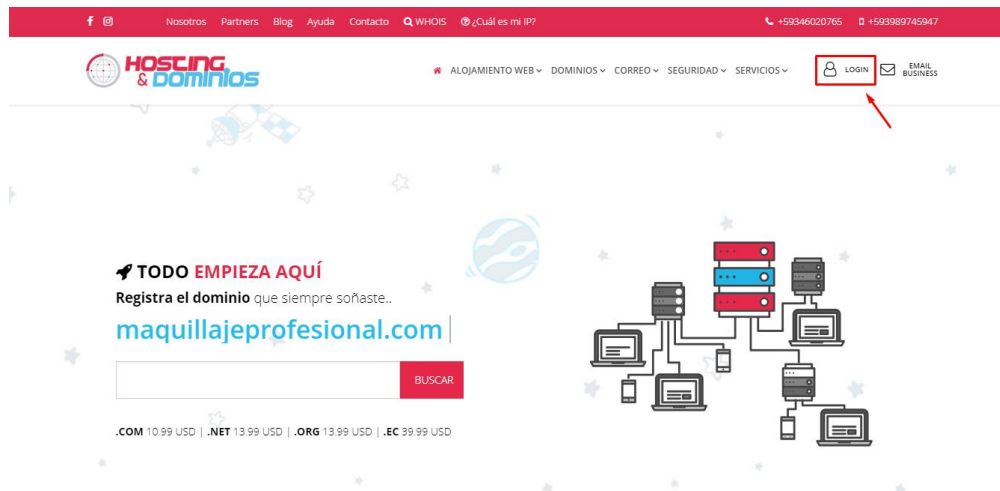 Nosotros Partners Blog Ayuda Contacto WHOIS ¿Cuál es mi IP? +59346020765 +593989745947
HOSTING
& DOMINIOS
ALOJAMIENTO WEB DOMINIOS CORREO SEGURIDAD SERVICIOS LOGIN EMAIL BUSINESS
TODO EMPIEZA AQUÍ
Registra el dominio que siempre soñaste..
maquillajeprofesional.com
BUSCAR
.COM 10.99 USD | .NET 13.99 USD | .ORG 13.99 USD | .EC 39.99 USD